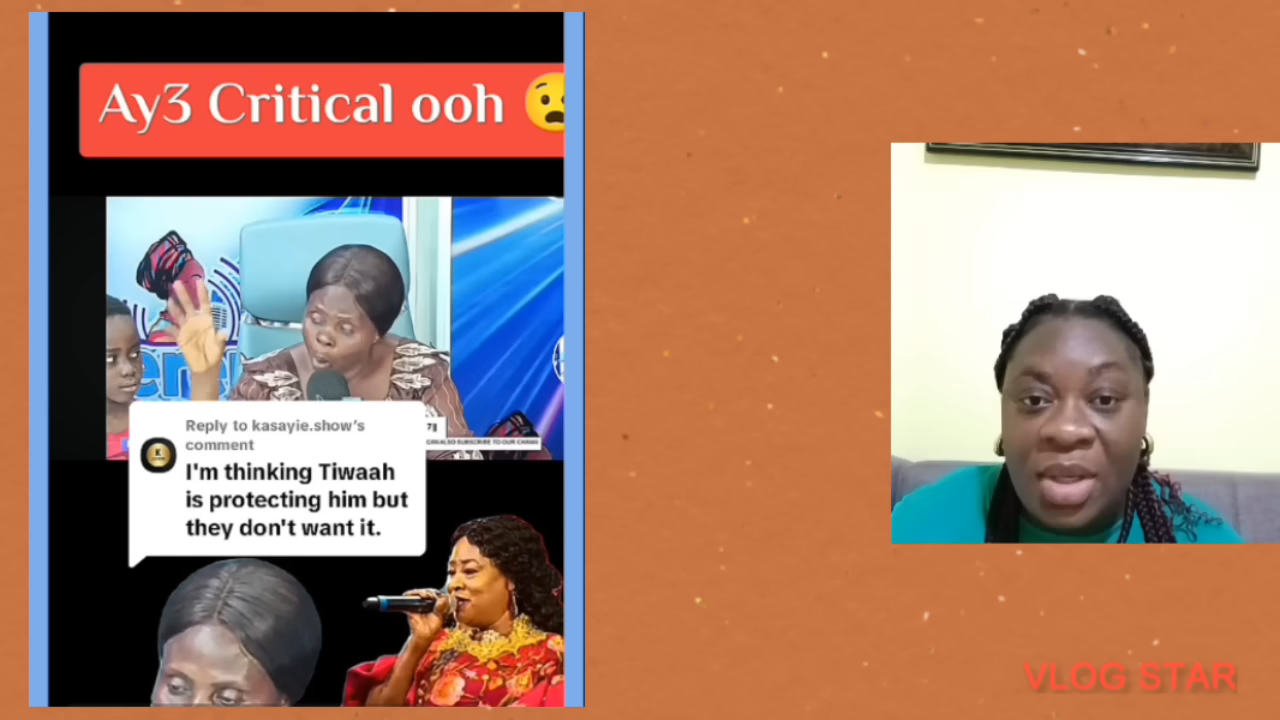 Ay3 Critical ooh
Reply to kasayie.show's
comment
I'm thinking Tiwaah
is protecting him but
they don't want it.
VLOG STAR